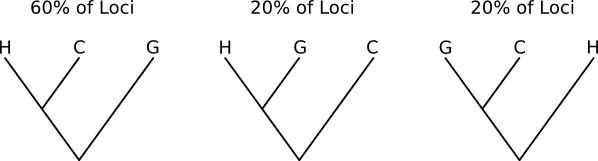 60% of Loci
20% of Loci
20% of Loci
H C G
H G C
G C H